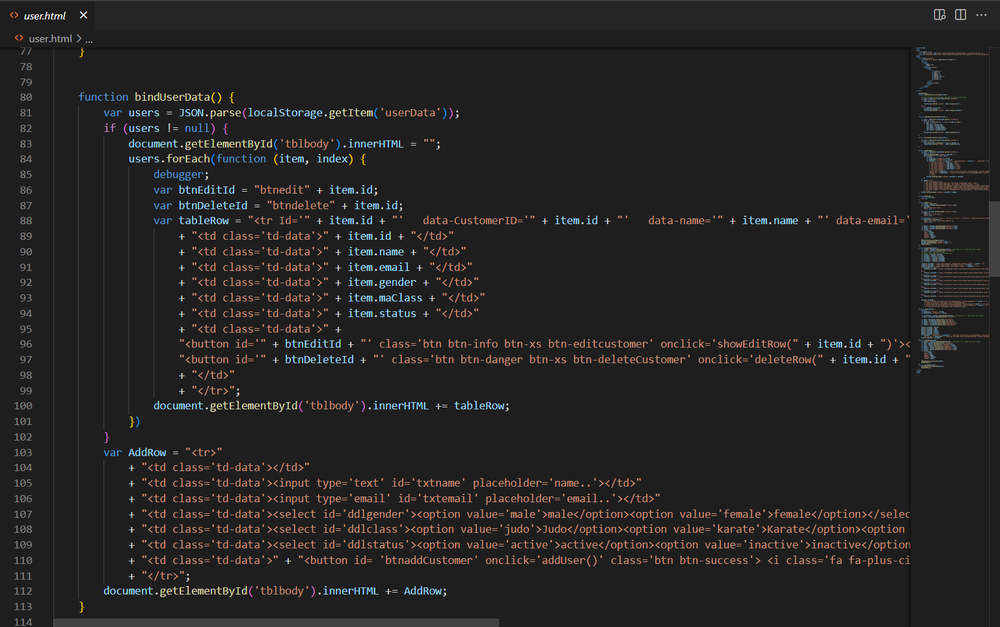 user.html
user.html > ...
77 }
78
79
80 function bindUserData() {
81 var users = JSON.parse(localStorage.getItem('userData'));
82 if (users != null) {
83 document.getElementById('tblbody').innerHTML = "";
84 users.forEach(function (item, index) {
85 debugger;
86 var btnEditId = "btnedit" + item.id;
87 var btnDeleteId = "btndelete" + item.id;
88 var tableRow = "<tr Id='" + item.id + "'   data-CustomerID='" + item.id + "'   data-name='" + item.name + "' data-email='
89 + "<td class='td-data'>" + item.id + "</td>"
90 + "<td class='td-data'>" + item.name + "</td>"
91 + "<td class='td-data'>" + item.email + "</td>"
92 + "<td class='td-data'>" + item.gender + "</td>"
93 + "<td class='td-data'>" + item.maClass + "</td>"
94 + "<td class='td-data'>" + item.status + "</td>"
95 + "<td class='td-data'>" +
96 "<button id='" + btnEditId + "' class='btn btn-info btn-xs btn-editcustomer' onclick='showEditRow(" + item.id + ")'><
97 "<button id='" + btnDeleteId + "' class='btn btn-danger btn-xs btn-deleteCustomer' onclick='deleteRow(" + item.id + "
98 + "</td>"
99 + "</tr>";
100 document.getElementById('tblbody').innerHTML += tableRow;
101 })
102 }
103 var AddRow = "<tr>"
104 + "<td class='td-data'></td>"
105 + "<td class='td-data'><input type='text' id='txtname' placeholder='name..'></td>"
106 + "<td class='td-data'><input type='email' id='txtemail' placeholder='email..'></td>"
107 + "<td class='td-data'><select id='ddlgender'><option value='male'>male</option><option value='female'>female</option></selec
108 + "<td class='td-data'><select id='ddlclass'><option value='judo'>Judo</option><option value='karate'>Karate</option><option
109 + "<td class='td-data'><select id='ddlstatus'><option value='active'>active</option><option value='inactive'>inactive</option
110 + "<td class='td-data'>" + "<button id= 'btnaddCustomer' onclick='addUser()' class='btn btn-success'> <i class='fa fa-plus-ci
111 + "</tr>";
112 document.getElementById('tblbody').innerHTML += AddRow;
113 }
114